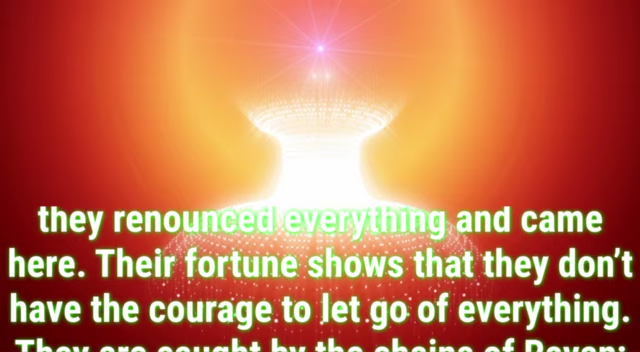 they renounced everything and came
here. Their fortune shows that they don't
have the courage to let go of everything.
They are caught by the chains of Raven;